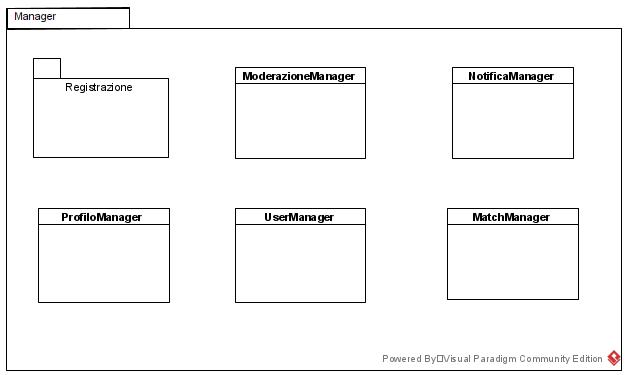 Manager
Registrazione
ModerazioneManager
NotificaManager
ProfiloManager
UserManager
MatchManager
Powered By□Visual Paradigm Community Edition